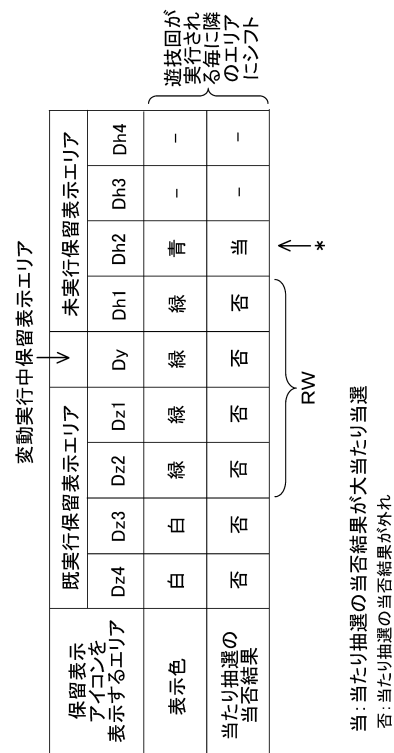 変動実行中保留表示エリア
保留表示
アイコンを
表示するエリア
既実行保留表示エリア
未実行保留表示エリア
Dz4 Dz3 Dz2 Dz1 Dy Dh1 Dh2 Dh3 Dh4
表示色 白 白 緑 緑 緑 緑 青 - -
当たり抽選の
当否結果
否 否 否 否 否 否 当 - -
遊技回が
実行され
る毎に隣
のエリア
にシフト
RW
*
当:当たり抽選の当否結果が大当たり当選
否:当たり抽選の当否結果が外れ